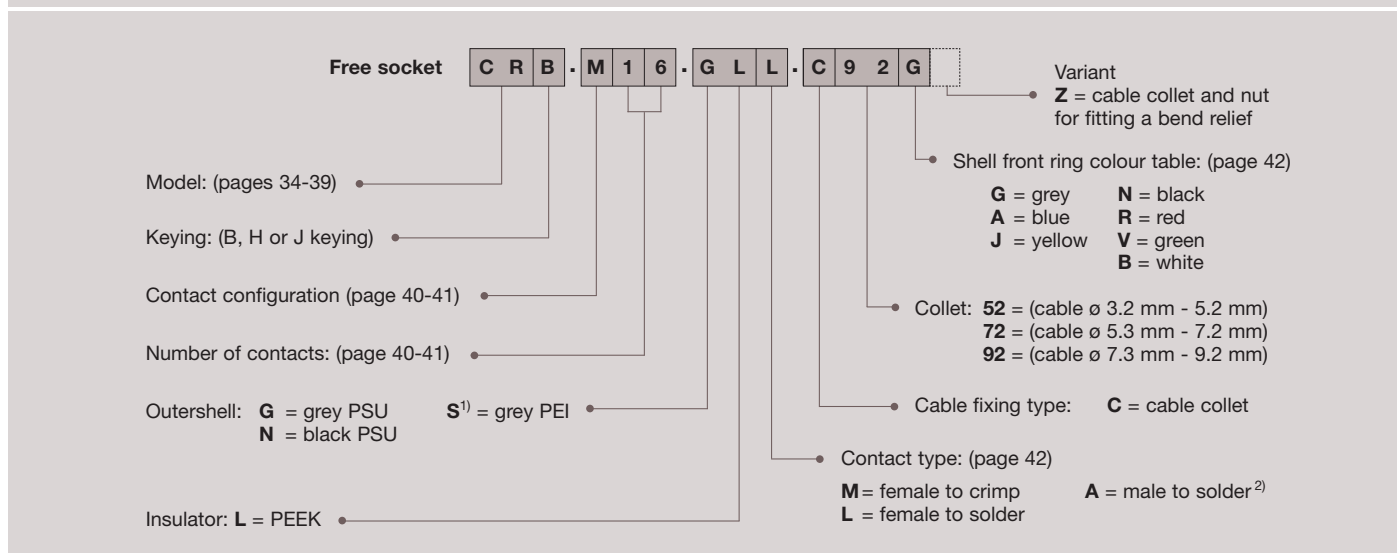 Free socket C R B . M 1 6 . G L L . C 9 2 G
Variant
Z = cable collet and nut
for fitting a bend relief
Shell front ring colour table: (page 42)
G = grey N = black
A = blue R = red
J = yellow V = green
B = white
Model: (pages 34-39)
Keying: (B, H or J keying)
Contact configuration (page 40-41)
Number of contacts: (page 40-41)
Collet: 52 = (cable ø 3.2 mm - 5.2 mm)
72 = (cable ø 5.3 mm - 7.2 mm)
92 = (cable ø 7.3 mm - 9.2 mm)
Outershell: G = grey PSU S1) = grey PEI
N = black PSU
Cable fixing type: C = cable collet
Contact type: (page 42)
M = female to crimp A = male to solder 2)
L = female to solder
Insulator: L = PEEK